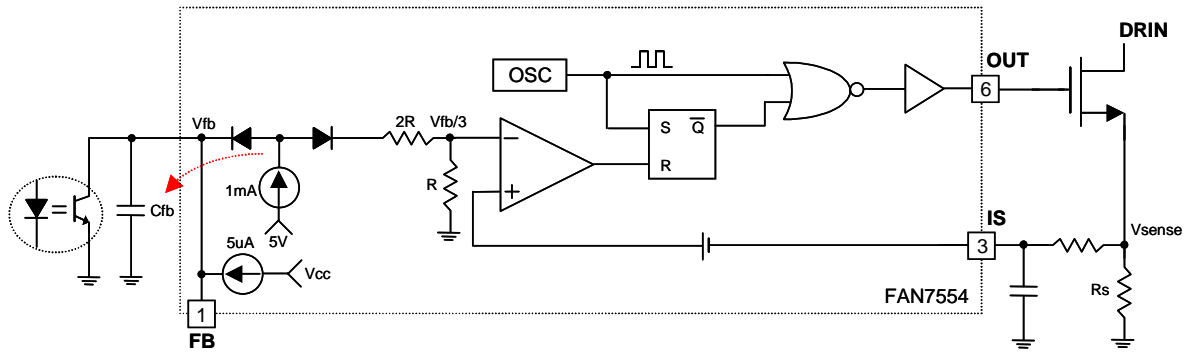 DRIN
OUT
OSC
6
Vfb
2R
Vfb/3
S
Q
R
−
R
+
1mA
Cfb
5V
5uA
Vcc
IS
3
Vsense
Rs
FAN7554
1
FB